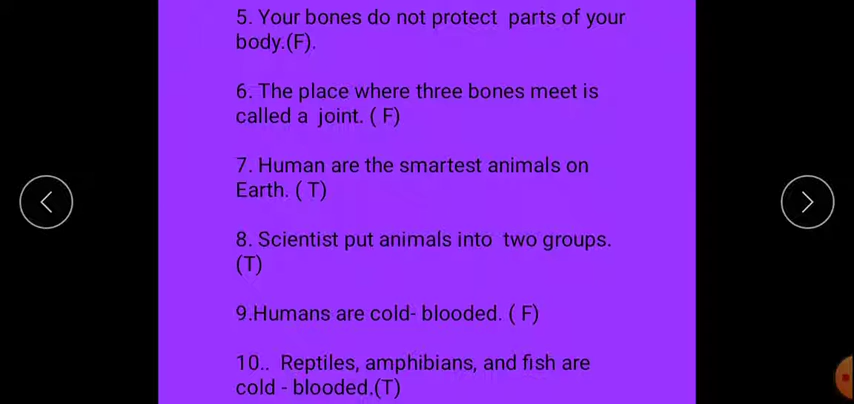 5. Your bones do not protect  parts of your
body.(F).
6. The place where three bones meet is
called a  joint. ( F)
7. Human are the smartest animals on
Earth. ( T)
8. Scientist put animals into  two groups.
(T)
9.Humans are cold- blooded. ( F)
10..  Reptiles, amphibians, and fish are
cold - blooded.(T)